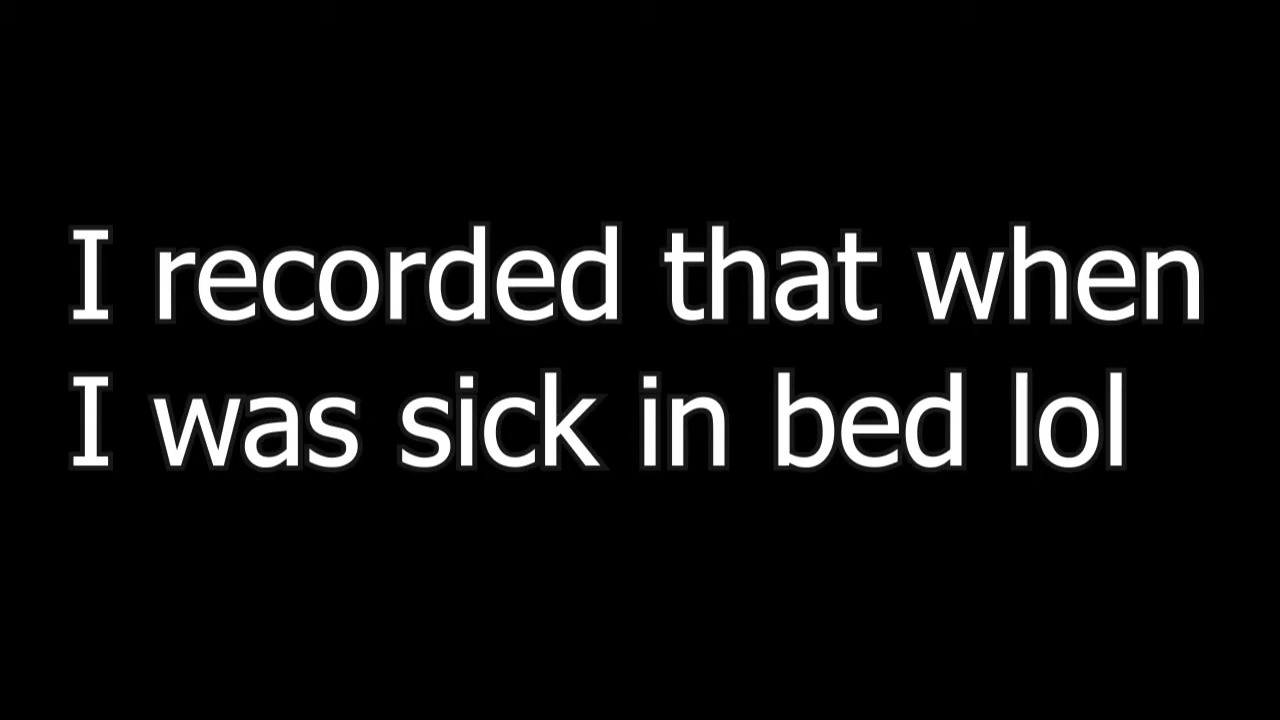 I recorded that when
I was sick in bed lol